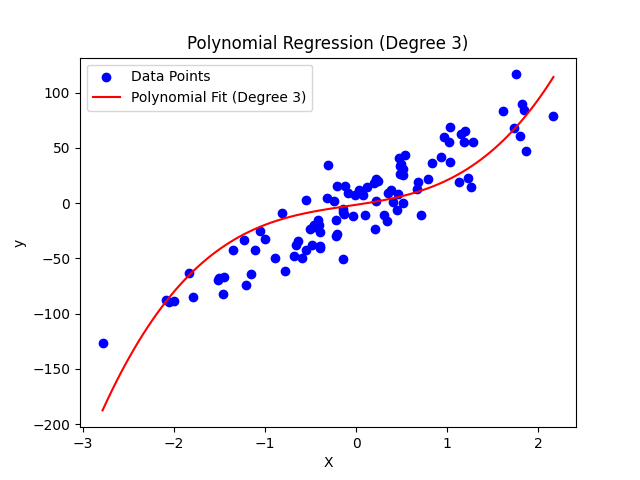 Polynomial Regression (Degree 3)
Data Points
Polynomial Fit (Degree 3)
100
50
0
−50
−100
−150
−200
y
−3
−2
−1
0
1
2
X